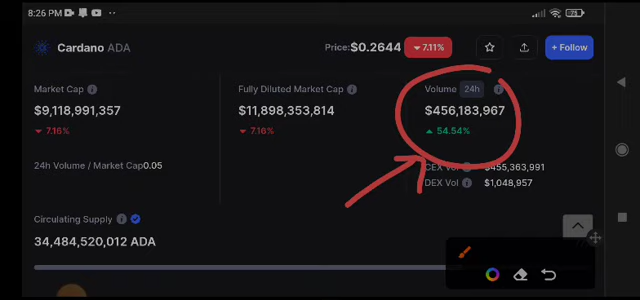 8:26 PM
75
Cardano ADA
Price:$0.2644 7.11%
+ Follow
Market Cap
$9,118,991,357
7.16%
Fully Diluted Market Cap
$11,898,353,814
7.16%
Volume 24h
$456,183,967
54.54%
24h Volume / Market Cap0.05
CEX Vol $455,363,991
DEX Vol $1,048,957
Circulating Supply
34,484,520,012 ADA